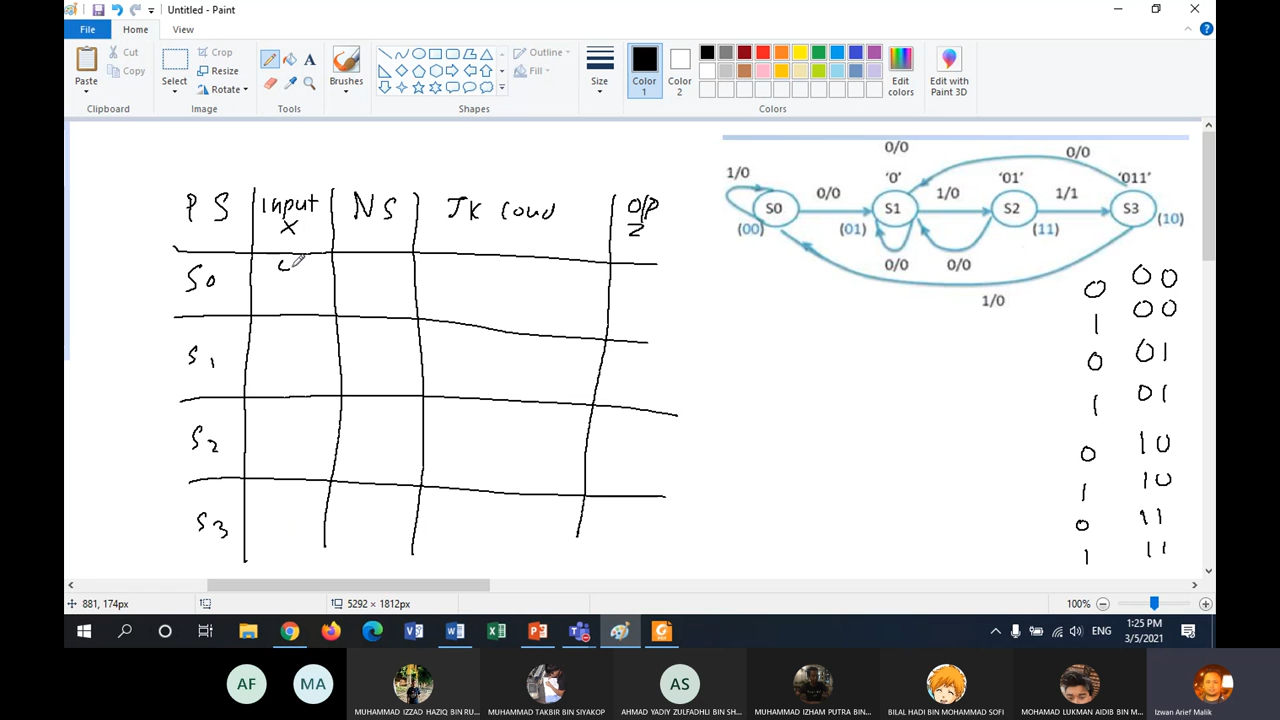 Untitled - Paint
File
Home
View
Cut
Copy
Paste
Clipboard
Crop
Resize
Rotate
Select
Image
Tools
Brushes
Shapes
Outline
Fill
Size
Color
1
Color
2
Edit
colors
Colors
Edit with
Paint 3D
PS
Input
X
NS
JK Cond
O/P
Z
S0
S1
S2
S3
0/0
0/0
1/0
0/0
'0'
1/0
'01'
1/1
'011'
S0
S1
S2
S3
(00)
(01)
(11)
(10)
0/0
0/0
1/0
0 00
1 00
0 01
1 01
0 10
1 10
0 11
1 11
881, 174px
5292 × 1812px
100%
ENG
1:25 PM
3/5/2021
AF
MA
AS
MUHAMMAD IZZAD HAZIQ BIN RU...
MUHAMMAD TAKBIR BIN SIYAKOP
AHMAD YADIY ZULFADHLI BIN SH...
MUHAMMAD IZHAM PUTRA BIN...
BILAL HADI BIN MOHAMMAD SOFI
MOHAMAD LUKMAN AIDIB BIN M...
Izwan Arief Malik